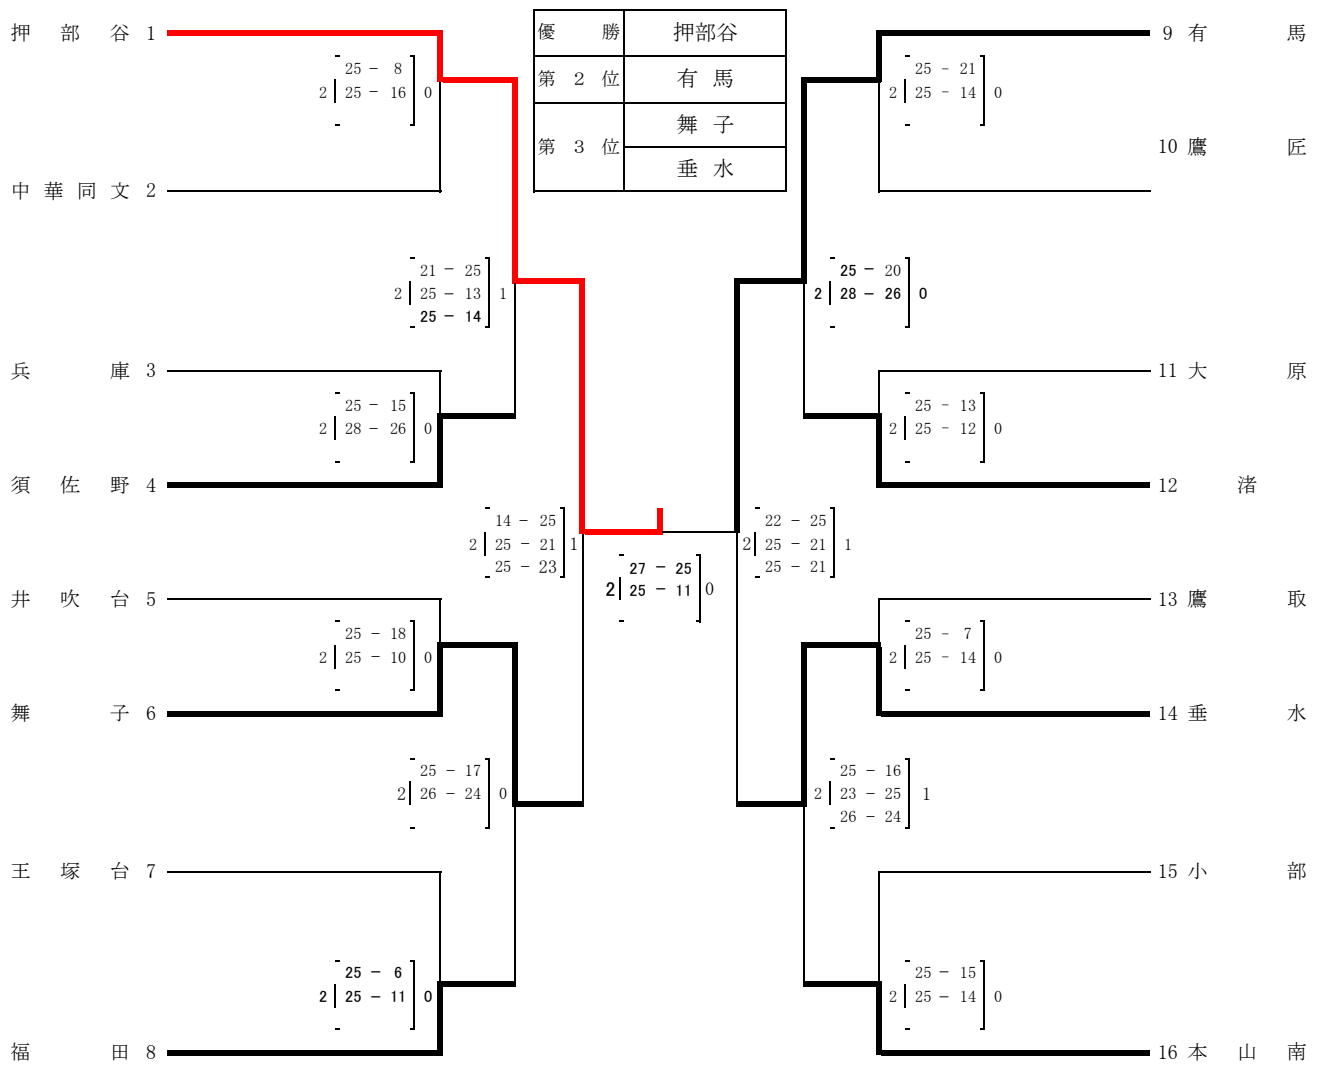 押部谷 1
優勝 押部谷
9 有馬
25 － 8
2 25 － 16 0
第2位 有馬
25 － 21
2 25 － 14 0
第3位 舞子
垂水
10 鷹匠
中華同文 2
21 － 25
2 25 － 13 1
25 － 14
25 － 20
2 28 － 26 0
兵庫 3
11 大原
25 － 15
2 28 － 26 0
25 － 13
2 25 － 12 0
須佐野 4
12 渚
14 － 25
2 25 － 21 1
25 － 23
22 － 25
2 25 － 21 1
25 － 21
27 － 25
2 25 － 11 0
井吹台 5
13 鷹取
25 － 18
2 25 － 10 0
25 － 7
2 25 － 14 0
舞子 6
14 垂水
25 － 17
2 26 － 24 0
25 － 16
2 23 － 25 1
26 － 24
王塚台 7
15 小部
25 － 6
2 25 － 11 0
25 － 15
2 25 － 14 0
福田 8
16 本山南